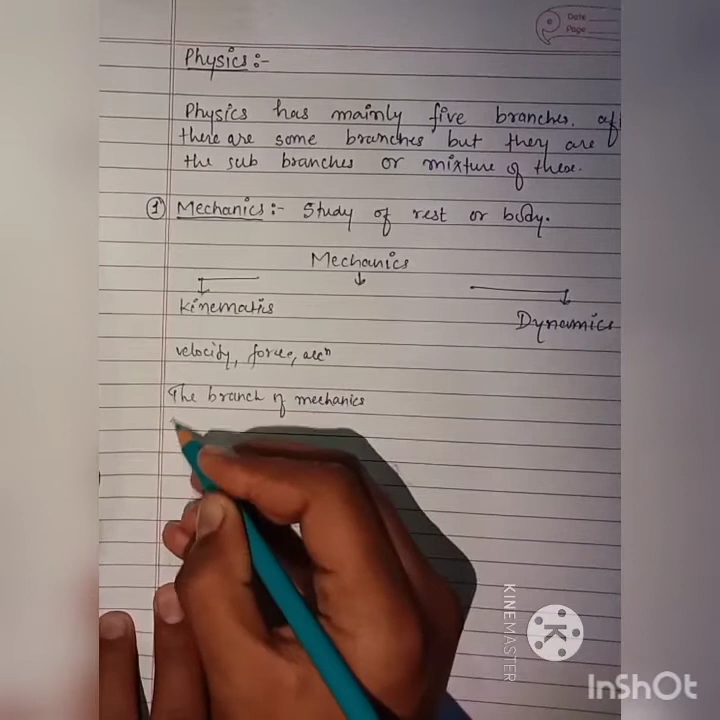 Date
Page
Physics :-
Physics has mainly five branches. af
there are some branches but they are
the sub branches or mixture of these.
1 Mechanics :- Study of rest or body.
Mechanics
Kinematics
Dynamics
velocity, force, accn
The branch of mechanics
KINEMASTER
InShOt